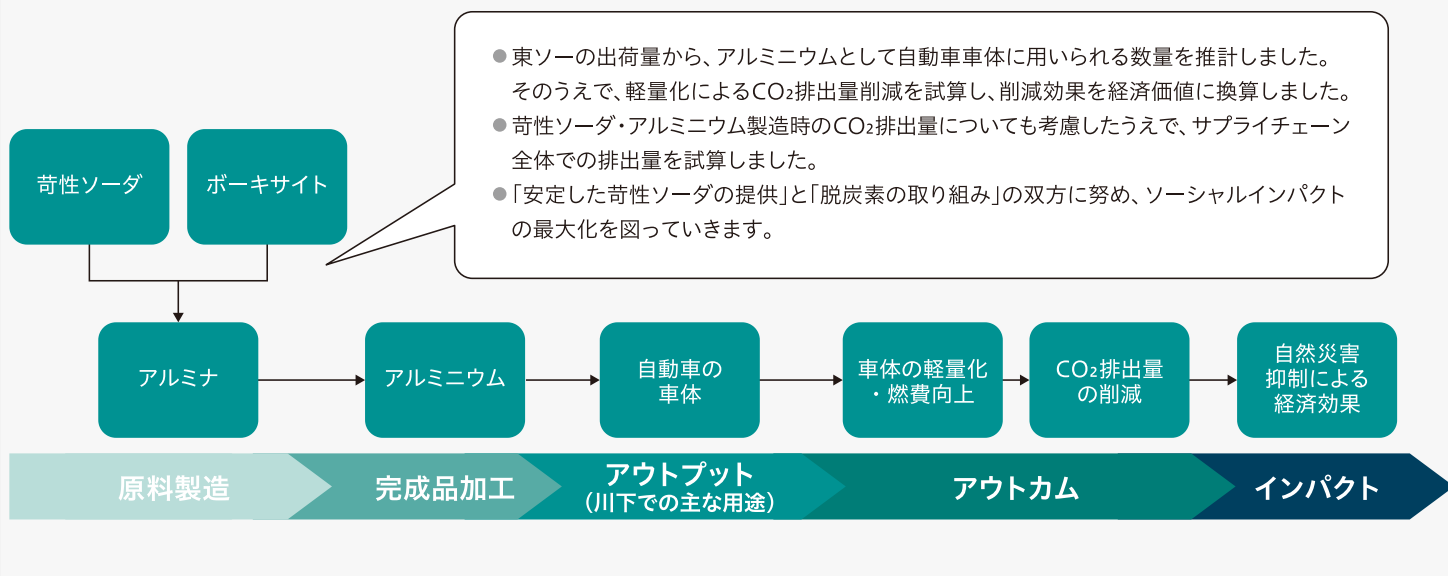 ●東ソーの出荷量から、アルミニウムとして自動車車体に用いられる数量を推計しました。
そのうえで、軽量化によるCO₂排出量削減を試算し、削減効果を経済価値に換算しました。
●苛性ソーダ・アルミニウム製造時のCO₂排出量についても考慮したうえで、サプライチェーン
全体での排出量を試算しました。
●「安定した苛性ソーダの提供」と「脱炭素の取り組み」の双方に努め、ソーシャルインパクト
の最大化を図っていきます。
苛性ソーダ
ボーキサイト
アルミナ
アルミニウム
自動車の
車体
車体の軽量化
・燃費向上
CO₂排出量
の削減
自然災害
抑制による
経済効果
原料製造
完成品加工
アウトプット
（川下での主な用途）
アウトカム
インパクト